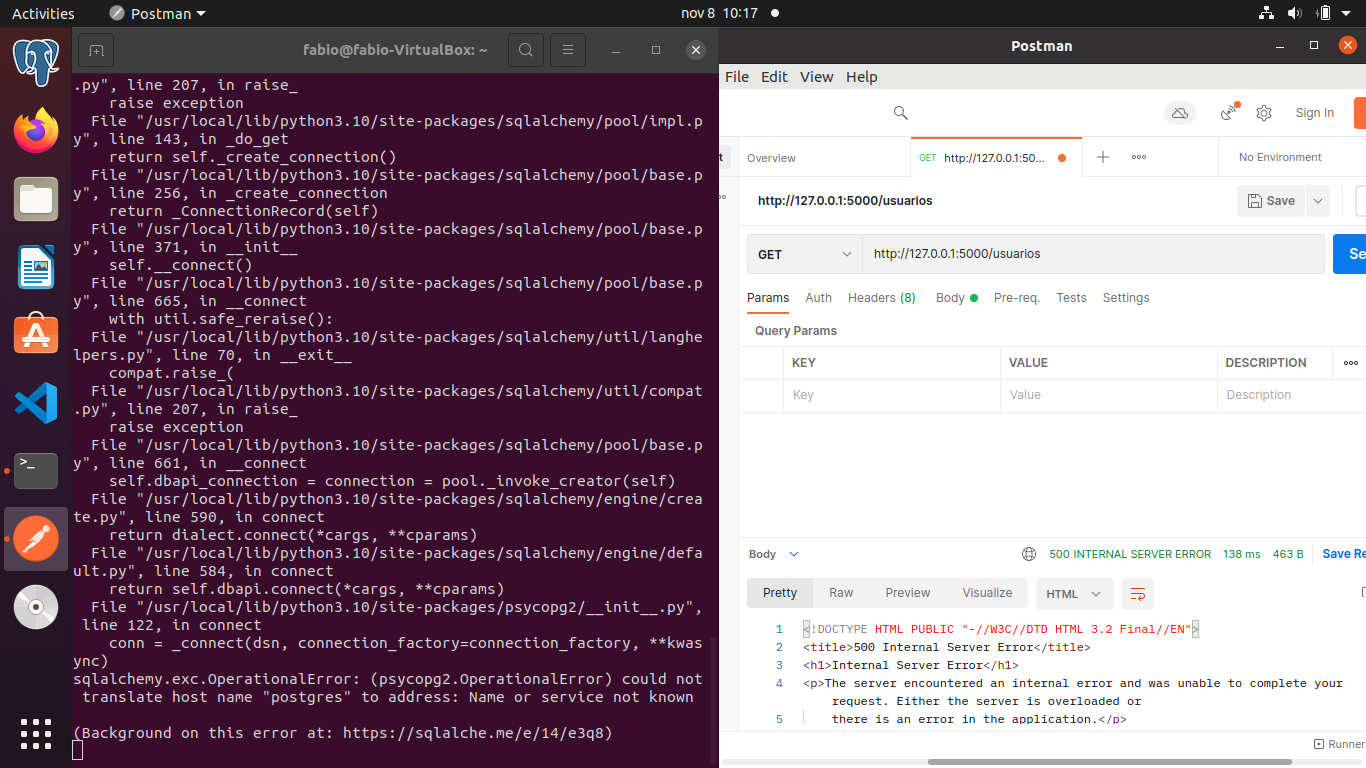 Activities
Postman
nov 8 10:17
fabio@fabio-VirtualBox: ~
.py", line 207, in raise_
raise exception
File "/usr/local/lib/python3.10/site-packages/sqlalchemy/pool/impl.p
y", line 143, in _do_get
return self._create_connection()
File "/usr/local/lib/python3.10/site-packages/sqlalchemy/pool/base.p
y", line 256, in _create_connection
return _ConnectionRecord(self)
File "/usr/local/lib/python3.10/site-packages/sqlalchemy/pool/base.p
y", line 371, in __init__
self.__connect()
File "/usr/local/lib/python3.10/site-packages/sqlalchemy/pool/base.p
y", line 665, in __connect
with util.safe_reraise():
File "/usr/local/lib/python3.10/site-packages/sqlalchemy/util/langhe
lpers.py", line 70, in __exit__
compat.raise_(
File "/usr/local/lib/python3.10/site-packages/sqlalchemy/util/compat
.py", line 207, in raise_
raise exception
File "/usr/local/lib/python3.10/site-packages/sqlalchemy/pool/base.p
y", line 661, in __connect
self.dbapi_connection = connection = pool._invoke_creator(self)
File "/usr/local/lib/python3.10/site-packages/sqlalchemy/engine/crea
te.py", line 590, in connect
return dialect.connect(*cargs, **cparams)
File "/usr/local/lib/python3.10/site-packages/sqlalchemy/engine/defa
ult.py", line 584, in connect
return self.dbapi.connect(*cargs, **cparams)
File "/usr/local/lib/python3.10/site-packages/psycopg2/__init__.py",
line 122, in connect
conn = _connect(dsn, connection_factory=connection_factory, **kwas
ync)
sqlalchemy.exc.OperationalError: (psycopg2.OperationalError) could not
translate host name "postgres" to address: Name or service not known
(Background on this error at: https://sqlalche.me/e/14/e3q8)
Postman
File Edit View Help
Sign In
t
Overview
GET http://127.0.0.1:50...
No Environment
http://127.0.0.1:5000/usuarios
Save
GET
http://127.0.0.1:5000/usuarios
Se
Params Auth Headers (8) Body Pre-req. Tests Settings
Query Params
KEY VALUE DESCRIPTION
Key Value Description
Body
500 INTERNAL SERVER ERROR 138 ms 463 B Save Re
Pretty Raw Preview Visualize HTML
1 <!DOCTYPE HTML PUBLIC "-//W3C//DTD HTML 3.2 Final//EN">
2 <title>500 Internal Server Error</title>
3 <h1>Internal Server Error</h1>
4 <p>The server encountered an internal error and was unable to complete your
request. Either the server is overloaded or
5 there is an error in the application.</p>
Runner